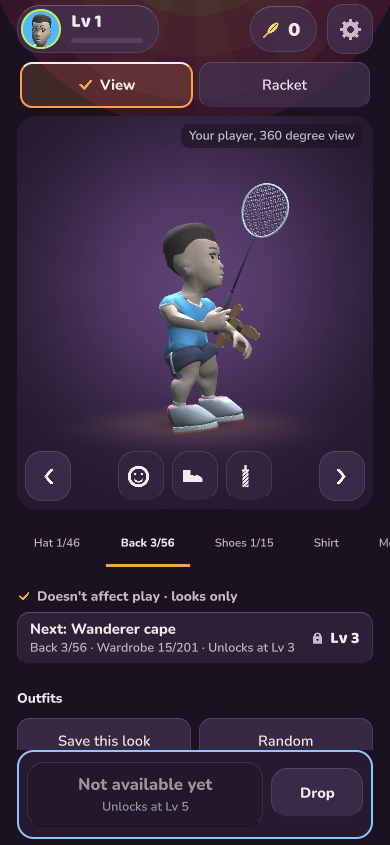 Lv 1
0
View
Racket
Your player, 360 degree view
Hat 1/46
Back 3/56
Shoes 1/15
Shirt
Doesn't affect play · looks only
Next: Wanderer cape
Back 3/56 · Wardrobe 15/201 · Unlocks at Lv 3
Lv 3
Outfits
Save this look
Random
Not available yet
Unlocks at Lv 5
Drop